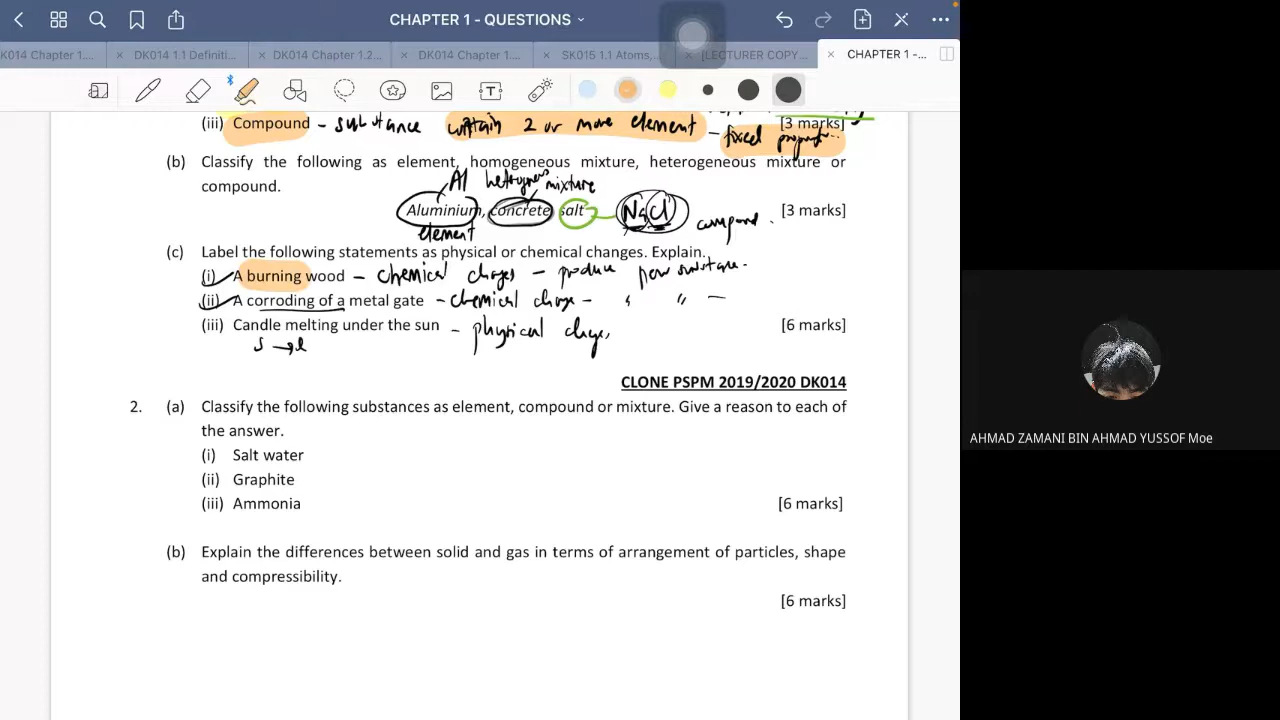 CHAPTER 1 - QUESTIONS
K014 Chapter 1.... × DK014 1.1 Definiti... × DK014 Chapter 1.2... × DK014 Chapter 1... × SK015 1.1 Atoms,... × [LECTURER COPY... × CHAPTER 1 -...
(iii) Compound - substance contain 2 or more element - fixed [3 marks]
(b) Classify the following as element, homogeneous mixture, heterogeneous mixture or
compound.
Al mixture
Aluminium, concrete salt NaCl compound. [3 marks]
element
(c) Label the following statements as physical or chemical changes. Explain.
(i) A burning wood - chemical changes - produce new substance.
(ii) A corroding of a metal gate - chemical change - " " -
(iii) Candle melting under the sun - physical change, [6 marks]
s → l
CLONE PSPM 2019/2020 DK014
2. (a) Classify the following substances as element, compound or mixture. Give a reason to each of
the answer.
(i) Salt water
(ii) Graphite
(iii) Ammonia [6 marks]
(b) Explain the differences between solid and gas in terms of arrangement of particles, shape
and compressibility.
[6 marks]
AHMAD ZAMANI BIN AHMAD YUSSOF Moe